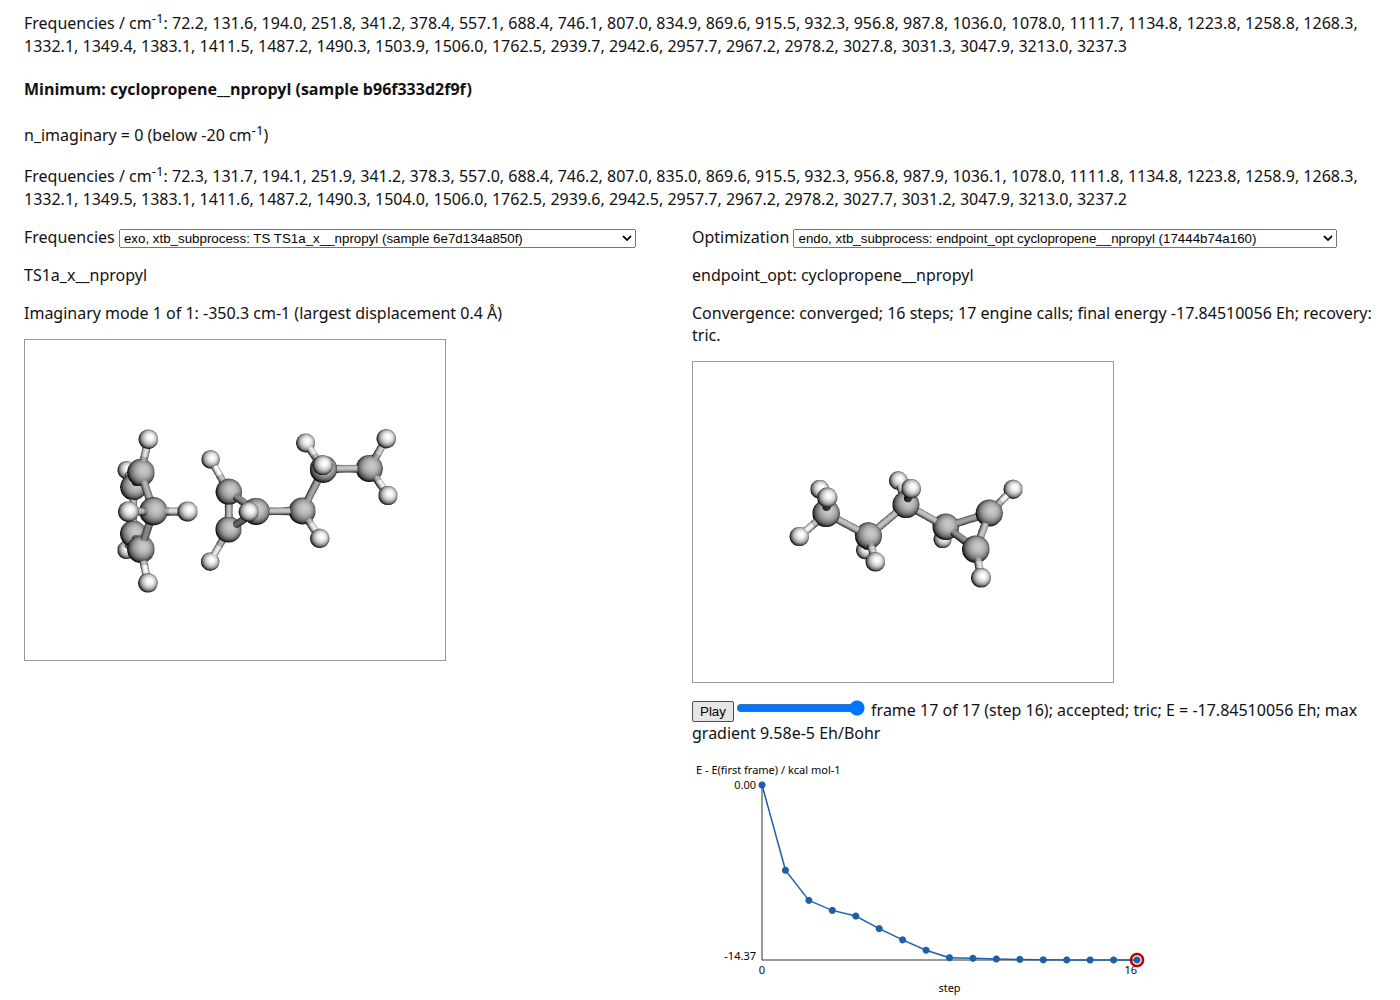 Frequencies / cm-1: 72.2, 131.6, 194.0, 251.8, 341.2, 378.4, 557.1, 688.4, 746.1, 807.0, 834.9, 869.6, 915.5, 932.3, 956.8, 987.8, 1036.0, 1078.0, 1111.7, 1134.8, 1223.8, 1258.8, 1268.3,
1332.1, 1349.4, 1383.1, 1411.5, 1487.2, 1490.3, 1503.9, 1506.0, 1762.5, 2939.7, 2942.6, 2957.7, 2967.2, 2978.2, 3027.8, 3031.3, 3047.9, 3213.0, 3237.3
Minimum: cyclopropene__npropyl (sample b96f333d2f9f)
n_imaginary = 0 (below -20 cm-1)
Frequencies / cm-1: 72.3, 131.7, 194.1, 251.9, 341.2, 378.3, 557.0, 688.4, 746.2, 807.0, 835.0, 869.6, 915.5, 932.3, 956.8, 987.9, 1036.1, 1078.0, 1111.8, 1134.8, 1223.8, 1258.9, 1268.3,
1332.1, 1349.5, 1383.1, 1411.6, 1487.2, 1490.3, 1504.0, 1506.0, 1762.5, 2939.6, 2942.5, 2957.7, 2967.2, 2978.2, 3027.7, 3031.2, 3047.9, 3213.0, 3237.2
Frequencies exo, xtb_subprocess: TS TS1a_x__npropyl (sample 6e7d134a850f)
TS1a_x__npropyl
Imaginary mode 1 of 1: -350.3 cm-1 (largest displacement 0.4 Å)
Optimization endo, xtb_subprocess: endpoint_opt cyclopropene__npropyl (17444b74a160)
endpoint_opt: cyclopropene__npropyl
Convergence: converged; 16 steps; 17 engine calls; final energy -17.84510056 Eh; recovery:
tric.
Play frame 17 of 17 (step 16); accepted; tric; E = -17.84510056 Eh; max
gradient 9.58e-5 Eh/Bohr
E - E(first frame) / kcal mol-1
0.00
-14.37
0 16
step